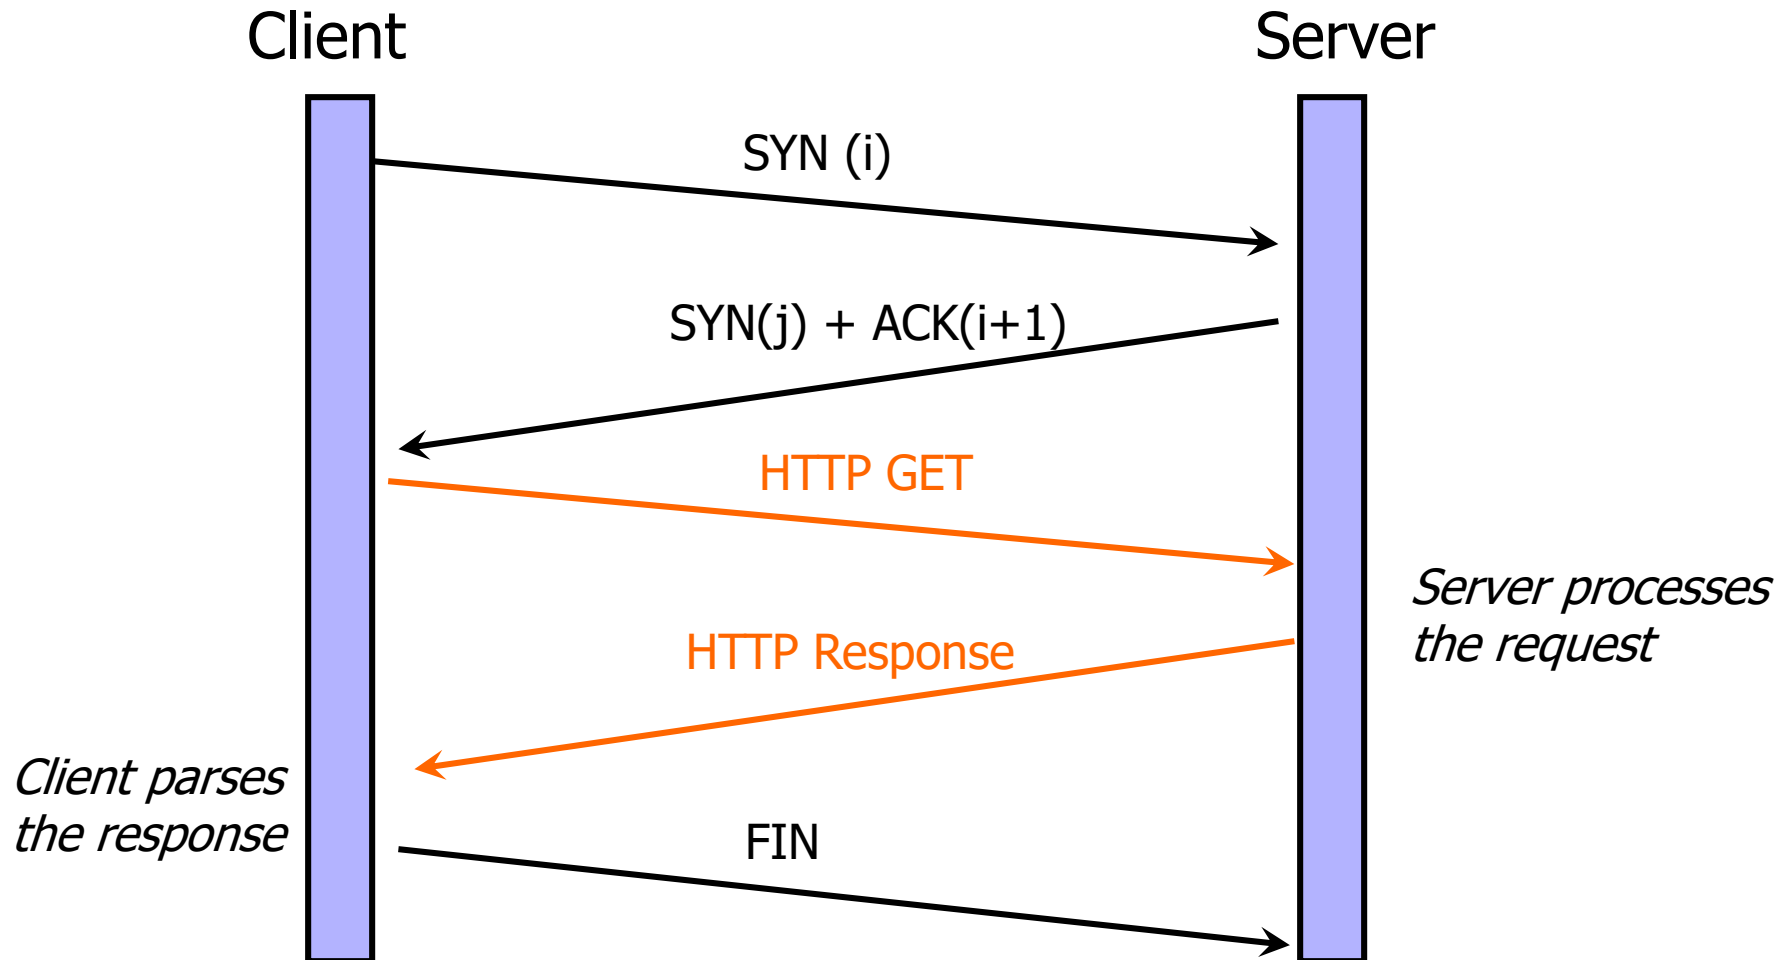 Client
Server
SYN (i)
SYN(j) + ACK(i+1)
HTTP GET
Server processes
the request
HTTP Response
Client parses
the response
FIN